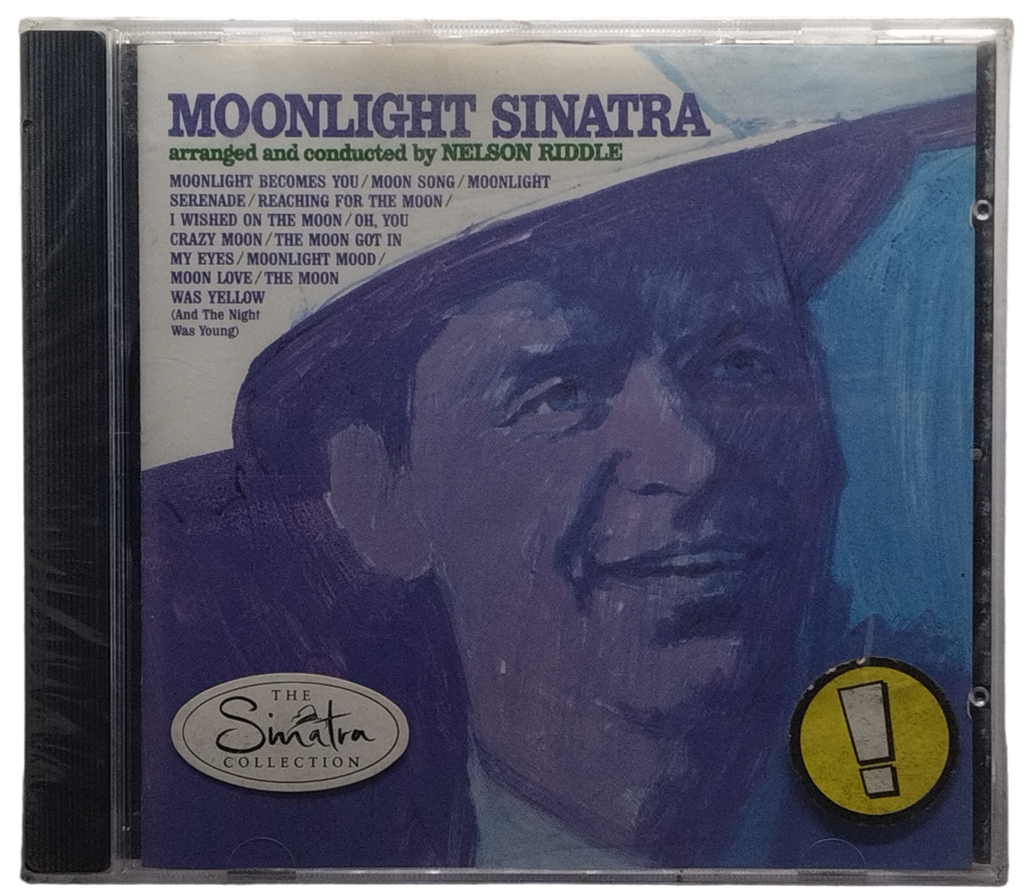 MOONLIGHT SINATRA
arranged and conducted by NELSON RIDDLE
MOONLIGHT BECOMES YOU / MOON SONG / MOONLIGHT
SERENADE / REACHING FOR THE MOON /
I WISHED ON THE MOON / OH, YOU
CRAZY MOON / THE MOON GOT IN
MY EYES / MOONLIGHT MOOD /
MOON LOVE / THE MOON
WAS YELLOW
(And The Night
Was Young)
THE
Sinatra
COLLECTION
!